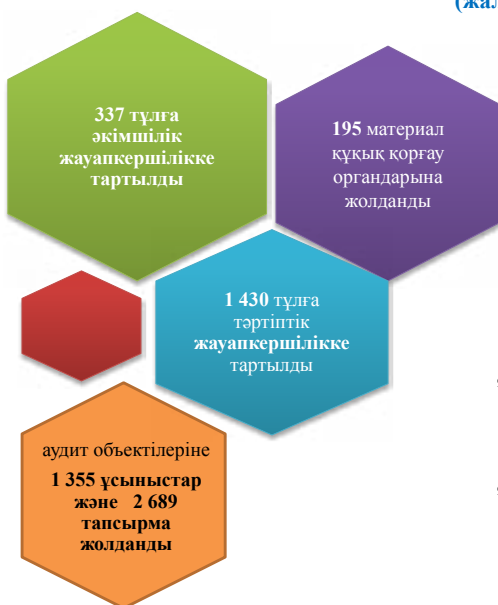 (жал
337 тұлға
әкімшілік
жауапкершілікке
тартылды
195 материал
құқық қорғау
органдарына
жолданды
1 430 тұлға
тәртіптік
жауапкершілікке
тартылды
аудит объектілеріне
1 355 ұсыныстар
және 2 689
тапсырма
жолданды